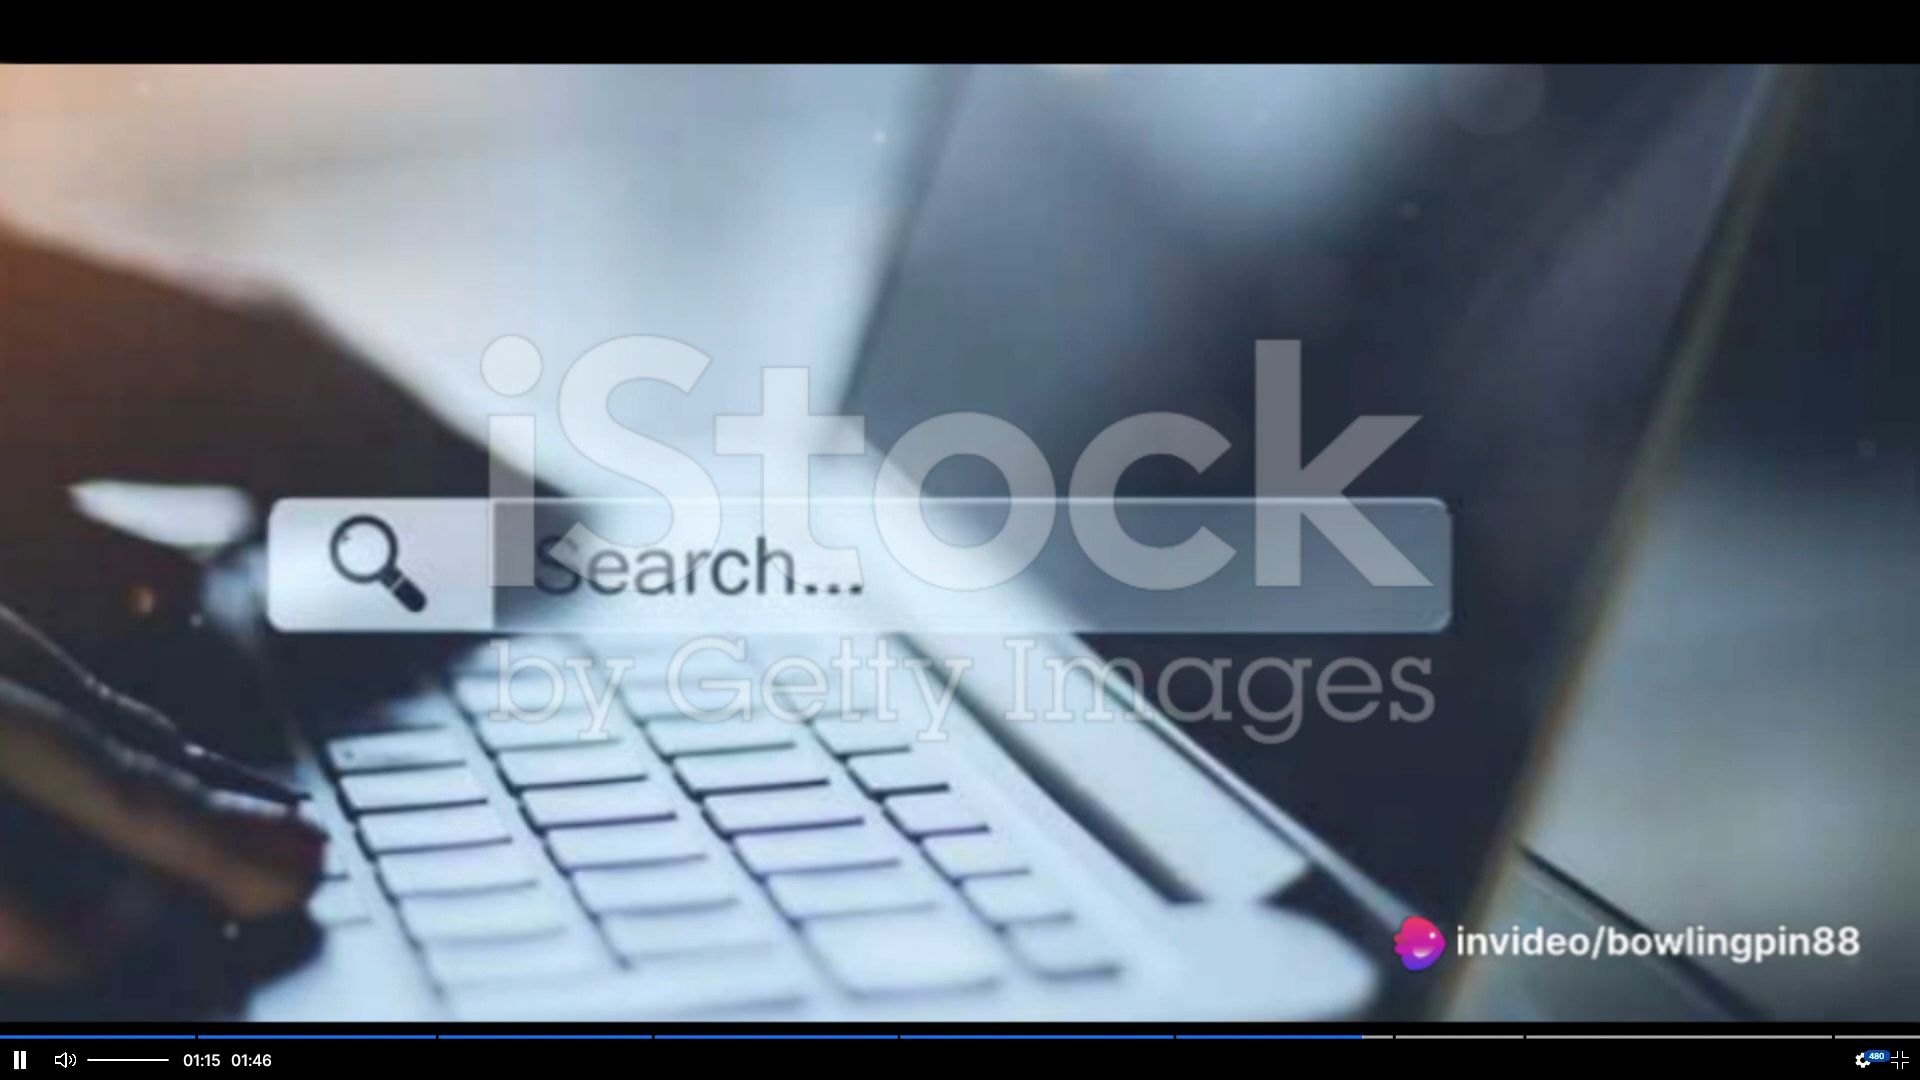 iStock
Search...
by Getty Images
invideo/bowlingpin88
01:15 01:46
480